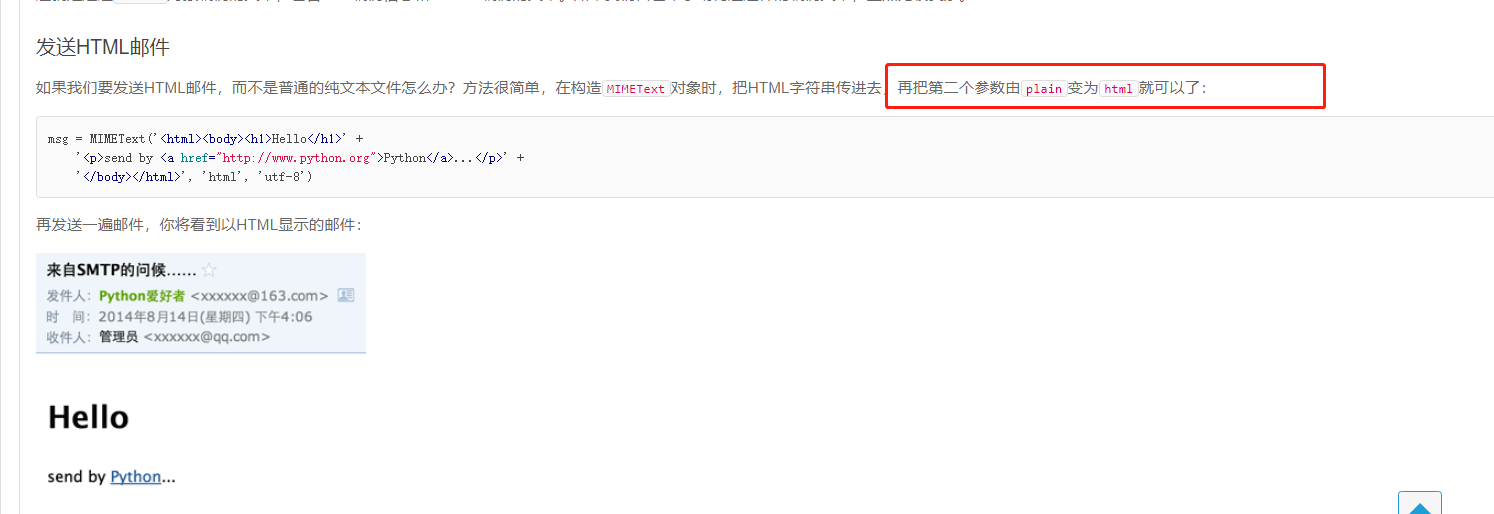 发送HTML邮件
如果我们要发送HTML邮件，而不是普通的纯文本文件怎么办？方法很简单，在构造MIMEText对象时，把HTML字符串传进去，再把第二个参数由plain变为html就可以了：
msg = MIMEText('<html><body><h1>Hello</h1>' +
'<p>send by <a href="http://www.python.org">Python</a>...</p>' +
'</body></html>', 'html', 'utf-8')
再发送一遍邮件，你将看到以HTML显示的邮件：
来自SMTP的问候......
发件人：Python爱好者 <xxxxxx@163.com>
时 间：2014年8月14日(星期四) 下午4:06
收件人：管理员 <xxxxxx@qq.com>
Hello
send by Python...